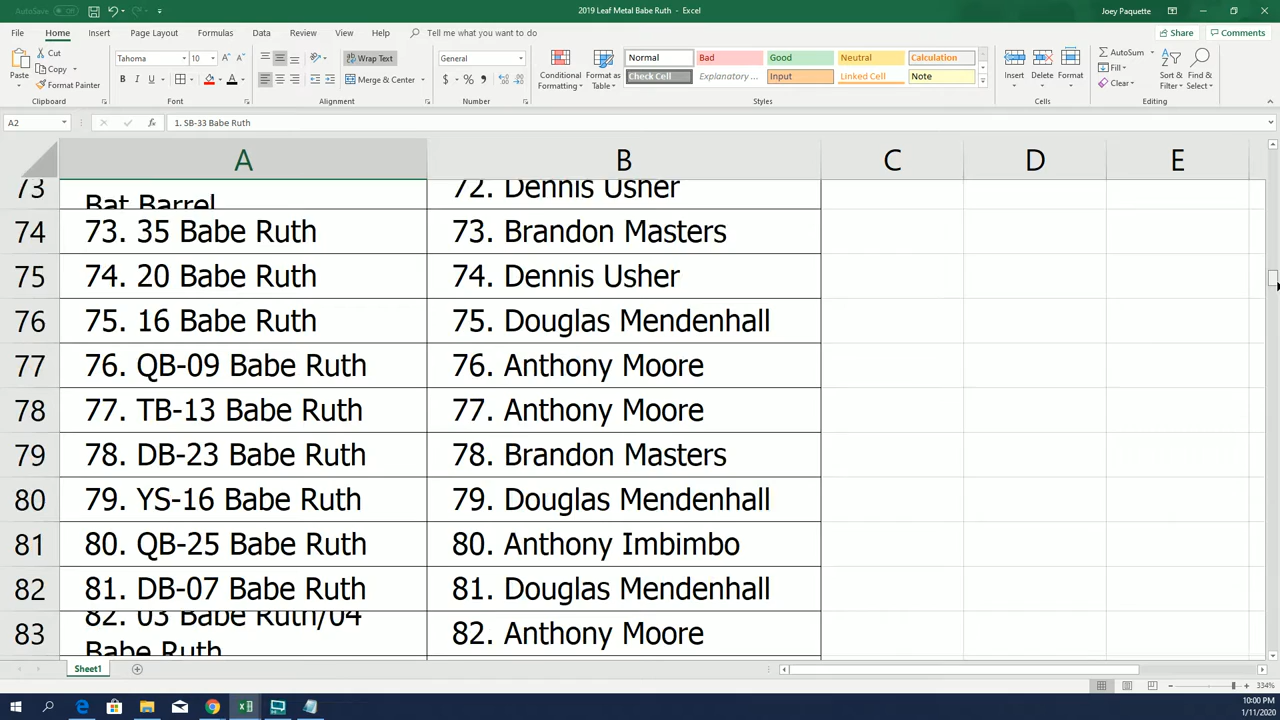 AutoSave Off
2019 Leaf Metal Babe Ruth - Excel
Joey Paquette
File Home Insert Page Layout Formulas Data Review View Help Tell me what you want to do
Share Comments
Paste
Cut
Copy
Format Painter
Clipboard
Tahoma 10
B I U
Font
Wrap Text
Merge & Center
Alignment
General
$ % ,
Number
Conditional Formatting
Format as Table
Normal Bad Good Neutral Calculation
Check Cell Explanatory ... Input Linked Cell Note
Styles
Insert Delete Format
Cells
AutoSum
Fill
Clear
Sort & Filter
Find & Select
Editing
A2 fx 1. SB-33 Babe Ruth
A B C D E
73 Bat Barrel 72. Dennis Usher
74 73. 35 Babe Ruth 73. Brandon Masters
75 74. 20 Babe Ruth 74. Dennis Usher
76 75. 16 Babe Ruth 75. Douglas Mendenhall
77 76. QB-09 Babe Ruth 76. Anthony Moore
78 77. TB-13 Babe Ruth 77. Anthony Moore
79 78. DB-23 Babe Ruth 78. Brandon Masters
80 79. YS-16 Babe Ruth 79. Douglas Mendenhall
81 80. QB-25 Babe Ruth 80. Anthony Imbimbo
82 81. DB-07 Babe Ruth 81. Douglas Mendenhall
83 82. 03 Babe Ruth/04 Babe Ruth 82. Anthony Moore
Sheet1
334%
10:00 PM
1/11/2020